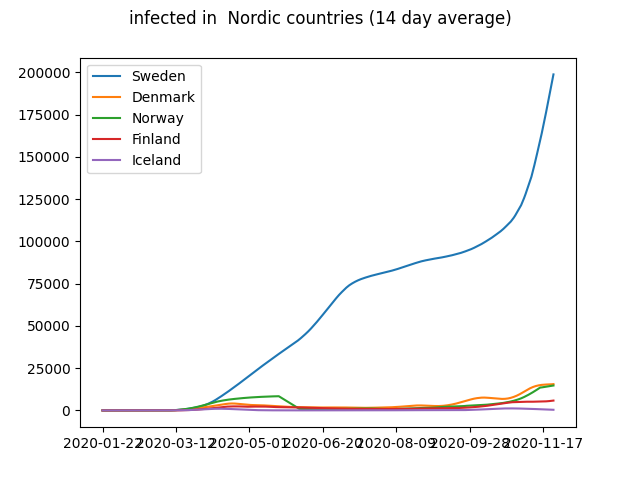 infected in  Nordic countries (14 day average)
200000
175000
150000
125000
100000
75000
50000
25000
0
Sweden
Denmark
Norway
Finland
Iceland
2020-01-22 2020-03-12 2020-05-01 2020-06-20 2020-08-09 2020-09-28 2020-11-17